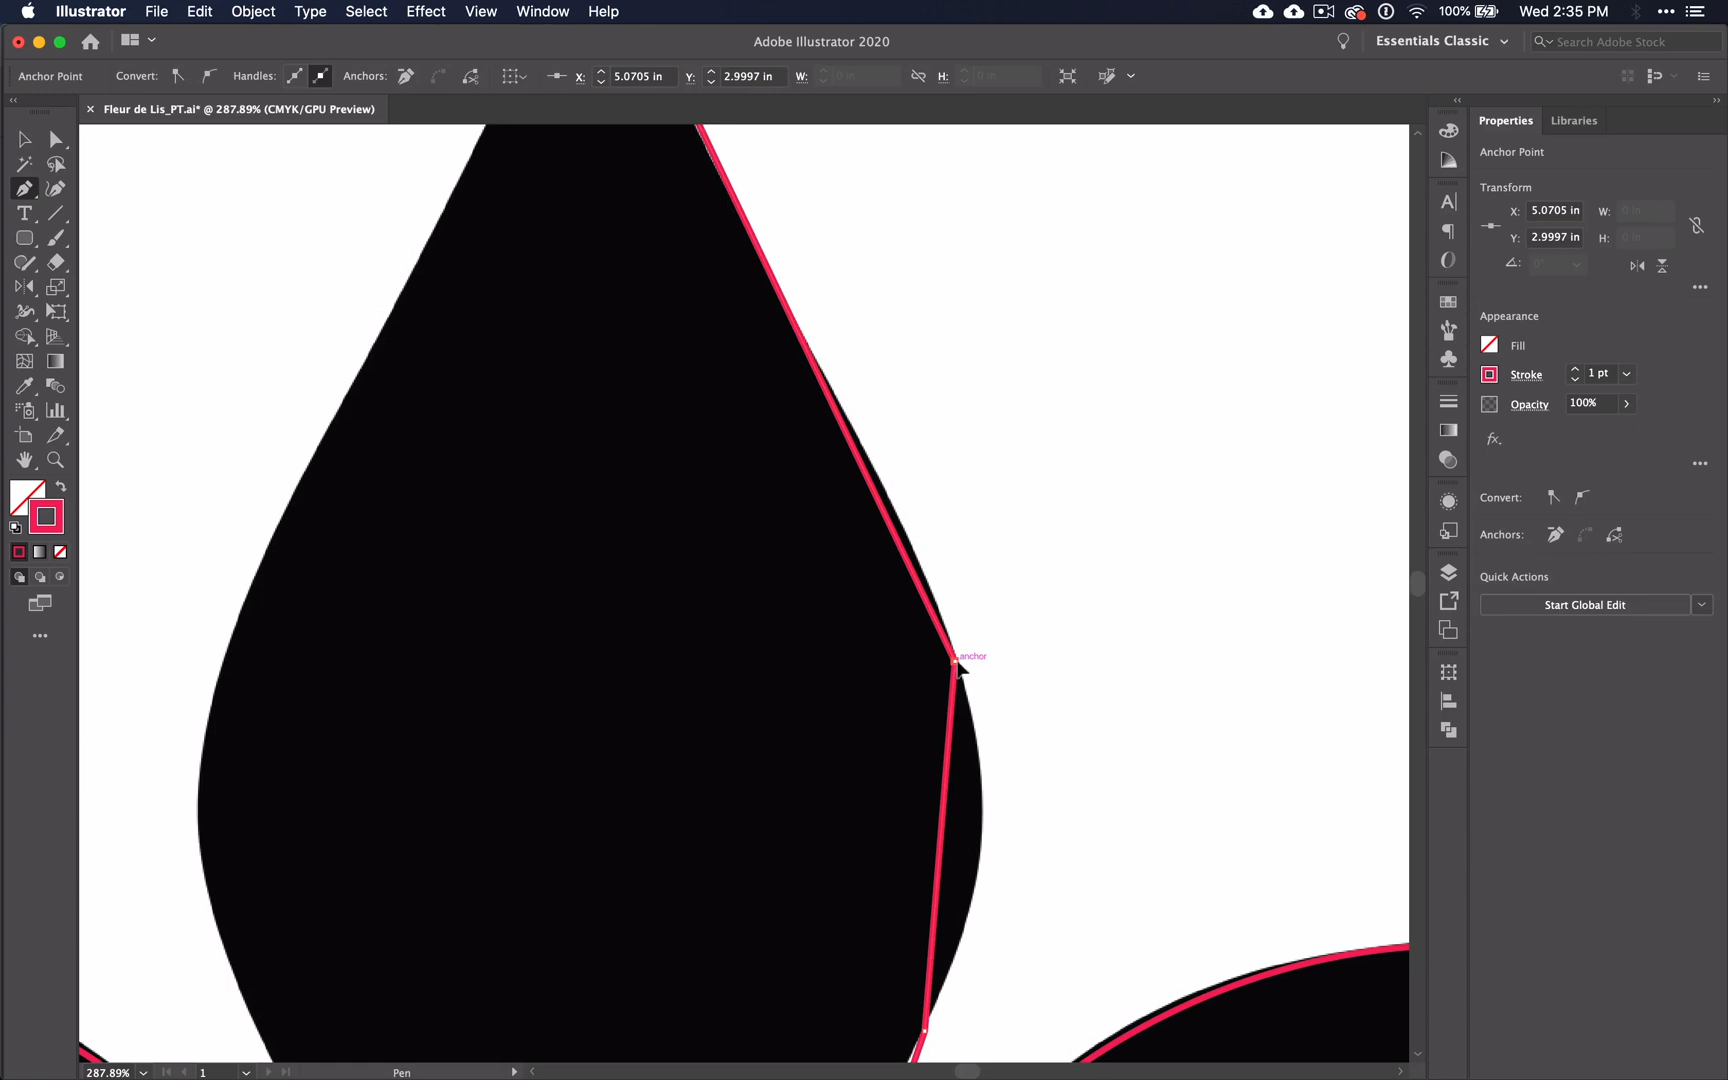 Illustrator File Edit Object Type Select Effect View Window Help 100% Wed 2:35 PM
Adobe Illustrator 2020 Essentials Classic Search Adobe Stock
Anchor Point Convert: Handles: Anchors: X: 5.0705 in Y: 2.9997 in W: 0 in H: 0 in
× Fleur de Lis_PT.ai* @ 287.89% (CMYK/GPU Preview)
Properties Libraries
Anchor Point
Transform
X: 5.0705 in W: 0 in
Y: 2.9997 in H: 0 in
0°
Appearance
Fill
Stroke 1 pt
Opacity 100%
fx.
Convert:
Anchors:
Quick Actions
Start Global Edit
anchor
287.89% 1 Pen